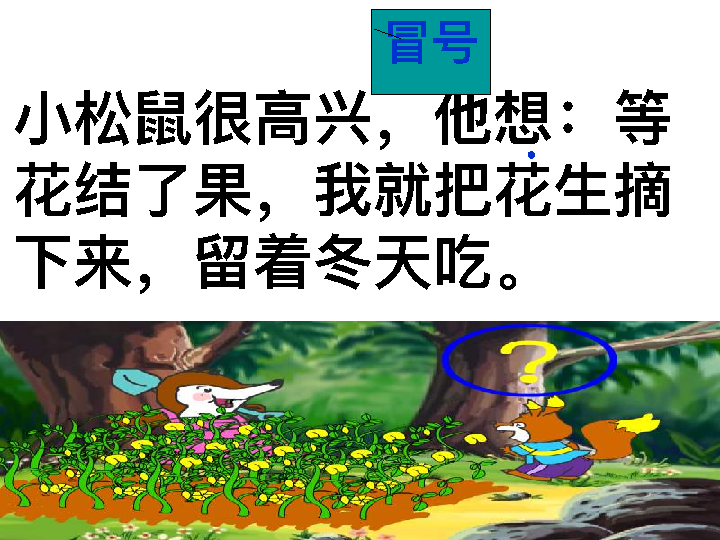 冒号
小松鼠很高兴，他想：等
花结了果，我就把花生摘
下来，留着冬天吃。
?